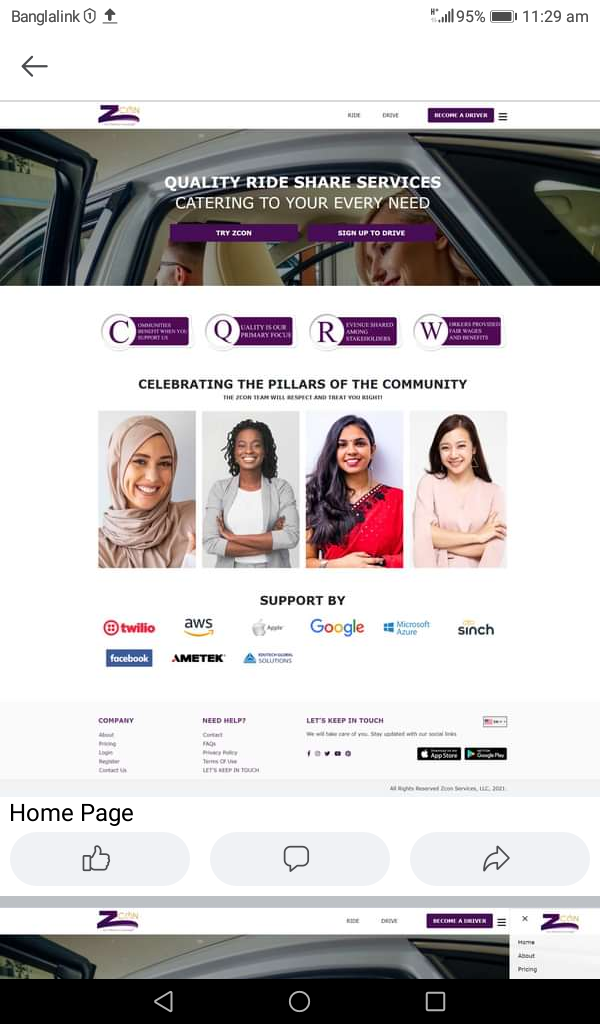 Banglalink
H+ 95% 11:29 am
ZCON
RIDE DRIVE BECOME A DRIVER
QUALITY RIDE SHARE SERVICES
CATERING TO YOUR EVERY NEED
TRY ZCON SIGN UP TO DRIVE
COMMUNITIES
BENEFIT WHEN YOU
SUPPORT US
QUALITY IS OUR
PRIMARY FOCUS
REVENUE SHARED
AMONG
STAKEHOLDERS
WORKERS PROVIDED
FAIR WAGES
AND BENEFITS
CELEBRATING THE PILLARS OF THE COMMUNITY
THE ZCON TEAM WILL RESPECT AND TREAT YOU RIGHT!
SUPPORT BY
twilio aws Apple Google Microsoft Azure sinch
facebook AMETEK EDUTECH GLOBAL SOLUTIONS
COMPANY
About
Pricing
Login
Register
Contact Us
NEED HELP?
Contact
FAQs
Privacy Policy
Terms Of Use
LET'S KEEP IN TOUCH
LET'S KEEP IN TOUCH
We will take care of you. Stay updated with our social links
App Store Google Play
All Rights Reserved Zcon Services, LLC, 2021.
Home Page
ZCON
RIDE DRIVE BECOME A DRIVER
ZCON
Home
About
Pricing